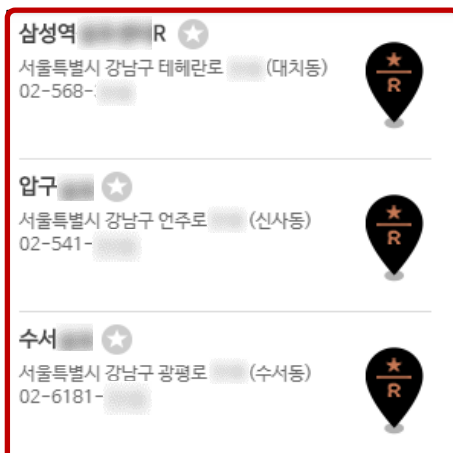 삼성역 R
서울특별시 강남구 테헤란로 (대치동)
02-568-
R
압구
서울특별시 강남구 언주로 (신사동)
02-541-
R
수서
서울특별시 강남구 광평로 (수서동)
02-6181-
R